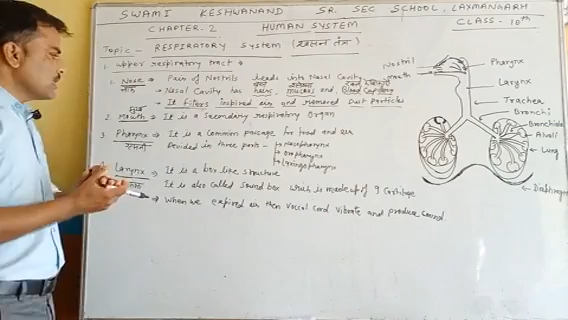 SWAMI KESHWANAND SR. SEC SCHOOL, LAXMANGARH
CHAPTER-2 HUMAN SYSTEM CLASS-10th
Topic - RESPIRATORY System (श्वसन तंत्र)
1. Upper respiratory tract:
1. Nose → Pair of Nostrils leads into Nasal Cavity
नाक → Nasal Cavity has hairs, mucous and Blood Capillary
→ It filters inspired air and removed Dust particles
मुख
2. Mouth → It is a Secondary respiratory Organ
3. Pharynx → It is a Common passage for food and air
ग्रसनी Devided in three parts → Nasopharynx
→ Oropharynx
→ Laryngopharynx
Larynx → It is a box like structure
It is also called Sound box which is made up of 9 Cartilage
→ When we expired air then voccal Cord vibrate and produce sound
Nostril
mouth
Pharynx
Larynx
Trachea
Bronchi
Bronchiole
Alvoli
Lung
Diaphragm